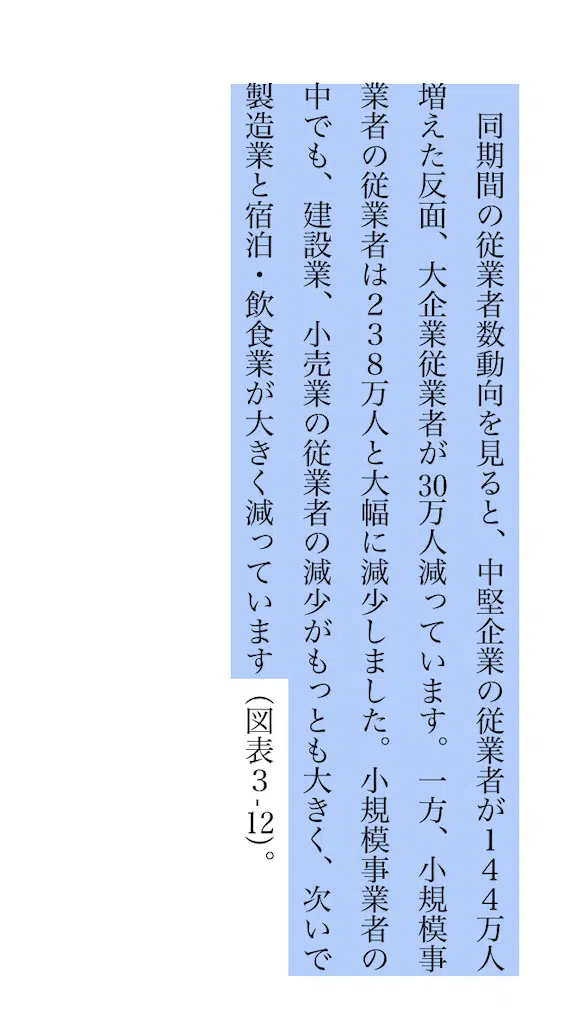 同期間の従業者数動向を見ると、中堅企業の従業者が１４４万人
増えた反面、大企業従業者が30万人減っています。一方、小規模事
業者の従業者は２３８万人と大幅に減少しました。小規模事業者の
中でも、建設業、小売業の従業者の減少がもっとも大きく、次いで
製造業と宿泊・飲食業が大きく減っています（図表３-12）。